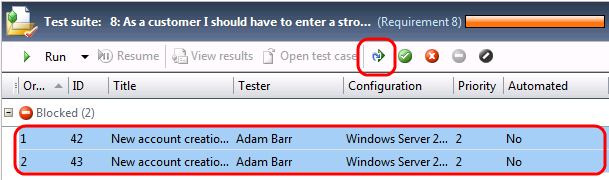 Test suite: 8: As a customer I should have to enter a stro... (Requirement 8)
Run Resume View results Open test case
Or... ID Title Tester Configuration Priority Automated
Blocked (2)
1 42 New account creatio... Adam Barr Windows Server 2... 2 No
2 43 New account creatio... Adam Barr Windows Server 2... 2 No